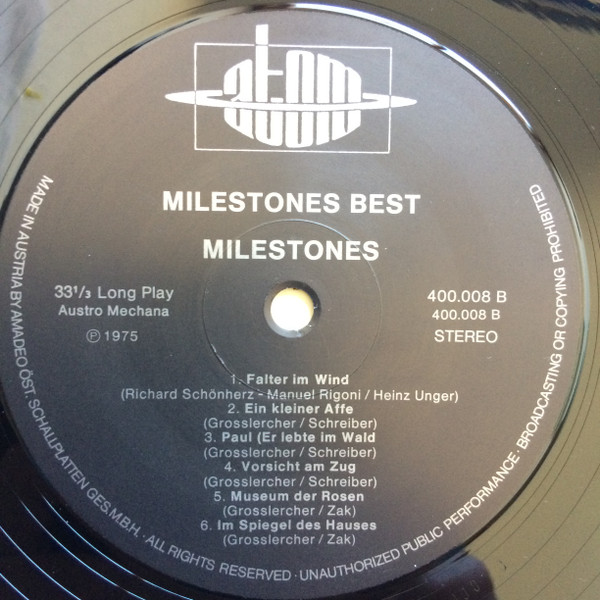 atom
AUDIO
MILESTONES BEST
MILESTONES
33¹/₃ Long Play
Austro Mechana
Ⓟ 1975
400.008 B
400.008 B
STEREO
1. Falter im Wind
(Richard Schönherz - Manuel Rigoni / Heinz Unger)
2. Ein kleiner Affe
(Grosslercher / Schreiber)
3. Paul (Er lebte im Wald
(Grosslercher / Schreiber)
4. Vorsicht am Zug
(Grosslercher / Schreiber)
5. Museum der Rosen
(Grosslercher / Zak)
6. Im Spiegel des Hauses
(Grosslercher / Zak)
MADE IN AUSTRIA BY AMADEO ÖST. SCHALLPLATTEN GES.M.B.H. · ALL RIGHTS RESERVED · UNAUTHORIZED PUBLIC PERFORMANCE · BROADCASTING OR COPYING PROHIBITED